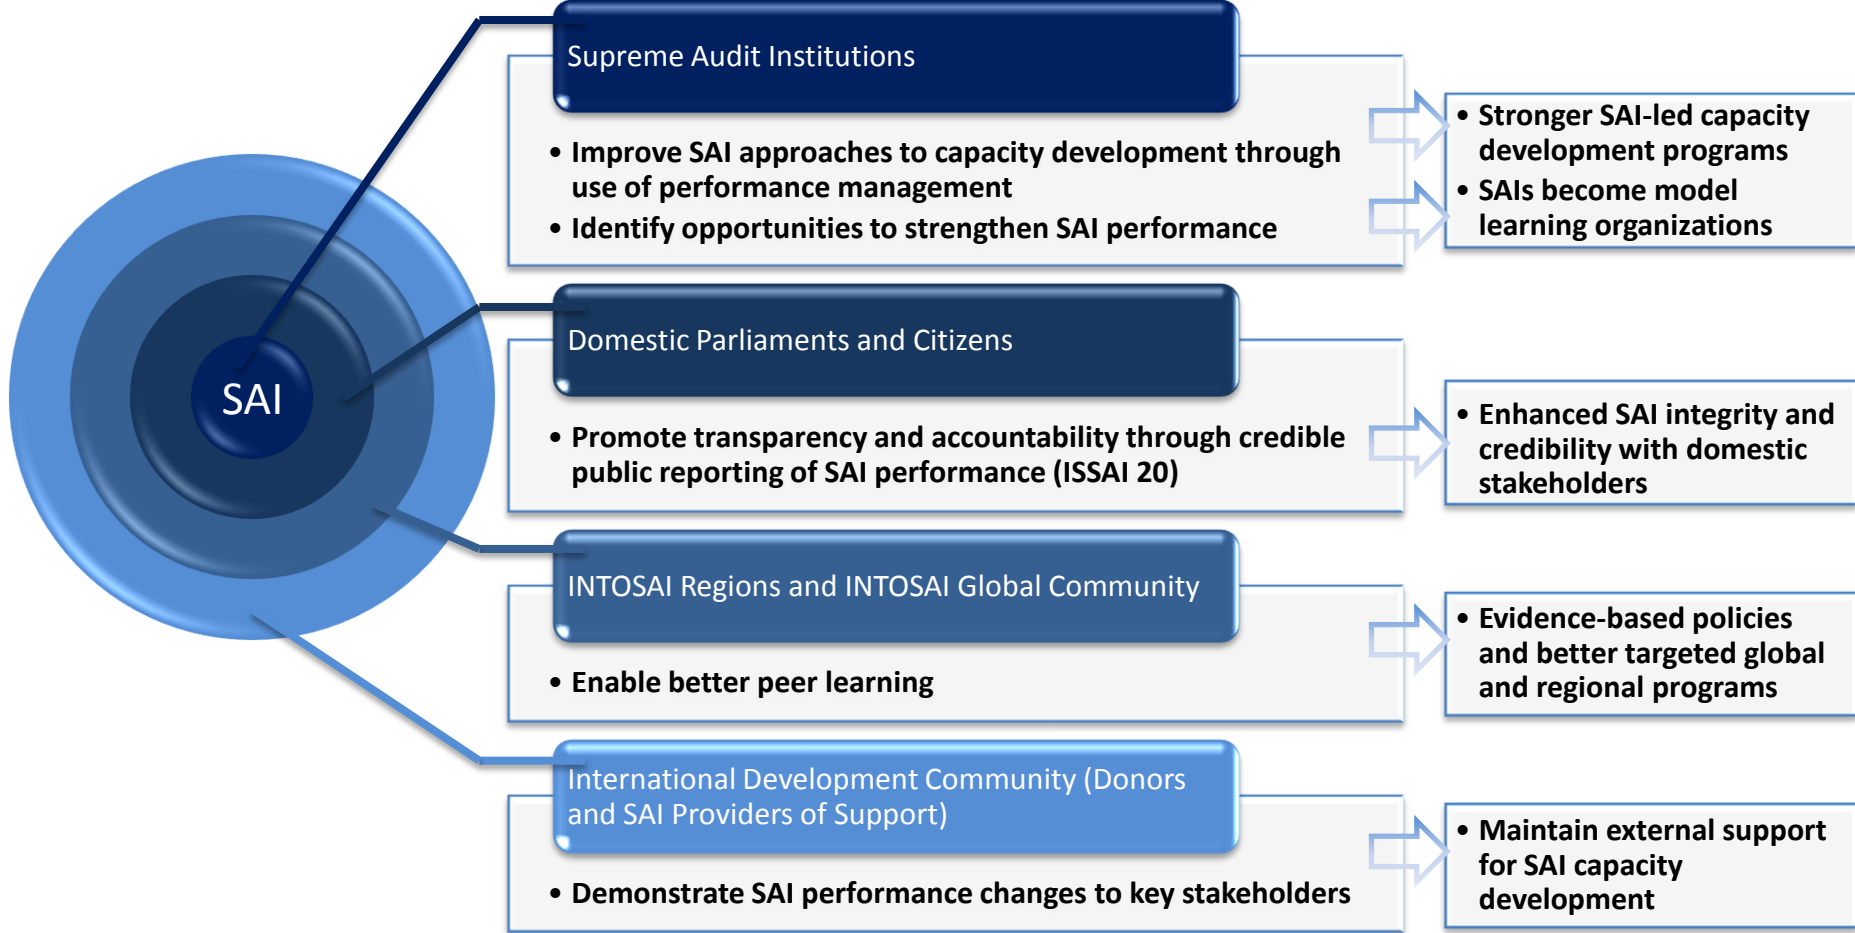 SAI
Supreme Audit Institutions
• Improve SAI approaches to capacity development through
use of performance management
• Identify opportunities to strengthen SAI performance
• Stronger SAI-led capacity
development programs
• SAIs become model
learning organizations
Domestic Parliaments and Citizens
• Promote transparency and accountability through credible
public reporting of SAI performance (ISSAI 20)
• Enhanced SAI integrity and
credibility with domestic
stakeholders
INTOSAI Regions and INTOSAI Global Community
• Enable better peer learning
• Evidence-based policies
and better targeted global
and regional programs
International Development Community (Donors
and SAI Providers of Support)
• Demonstrate SAI performance changes to key stakeholders
• Maintain external support
for SAI capacity
development